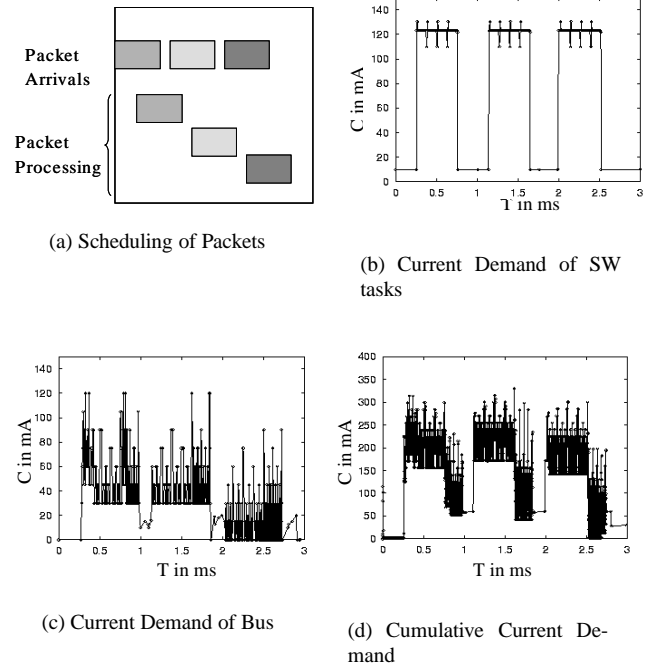 Packet
Arrivals
Packet
Processing
(a) Scheduling of Packets
C in mA
140
120
100
80
60
40
20
0
0 0.5 1 1.5 2 2.5 3
T in ms
(b) Current Demand of SW
tasks
C in mA
140
120
100
80
60
40
20
0
0 0.5 1 1.5 2 2.5 3
T in ms
(c) Current Demand of Bus
C in mA
400
350
300
250
200
150
100
50
0
0 0.5 1 1.5 2 2.5 3
T in ms
(d) Cumulative Current De-
mand